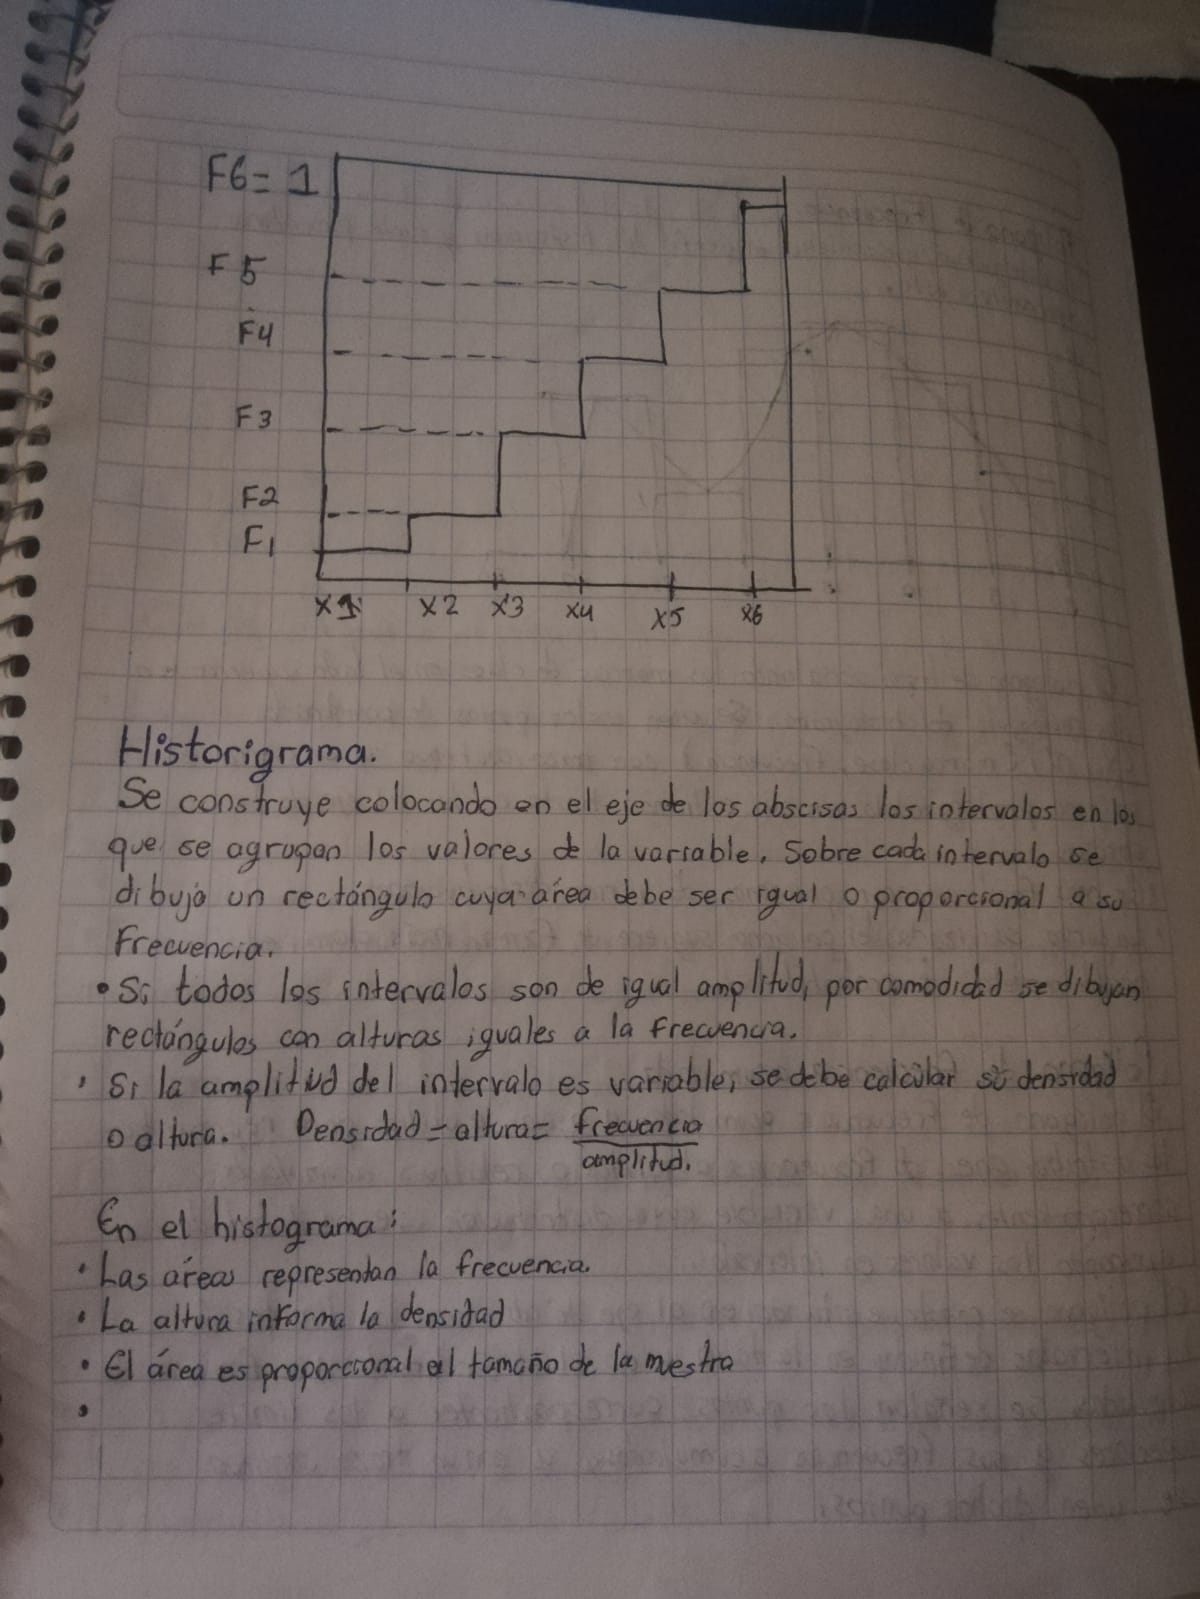 F6= 1
F5
F4
F3
F2
F1
X1 X2 X3 X4 X5 X6
Historigrama.
Se construye colocando en el eje de los abscisas los intervalos en los
que se agrupan los valores de la variable. Sobre cada intervalo se
dibuja un rectángulo cuya área debe ser igual o proporcional a su
Frecuencia.
• Si todos los intervalos son de igual amplitud, por comodidad se dibujan
rectángulos con alturas iguales a la frecuencia.
• Si la amplitud del intervalo es variable, se debe calcular su densidad
o altura. Densidad = altura = frecuencia
amplitud.
En el histograma:
• Las áreas representan la frecuencia.
• La altura informa la densidad
• El área es proporcional al tamaño de la mestra
•